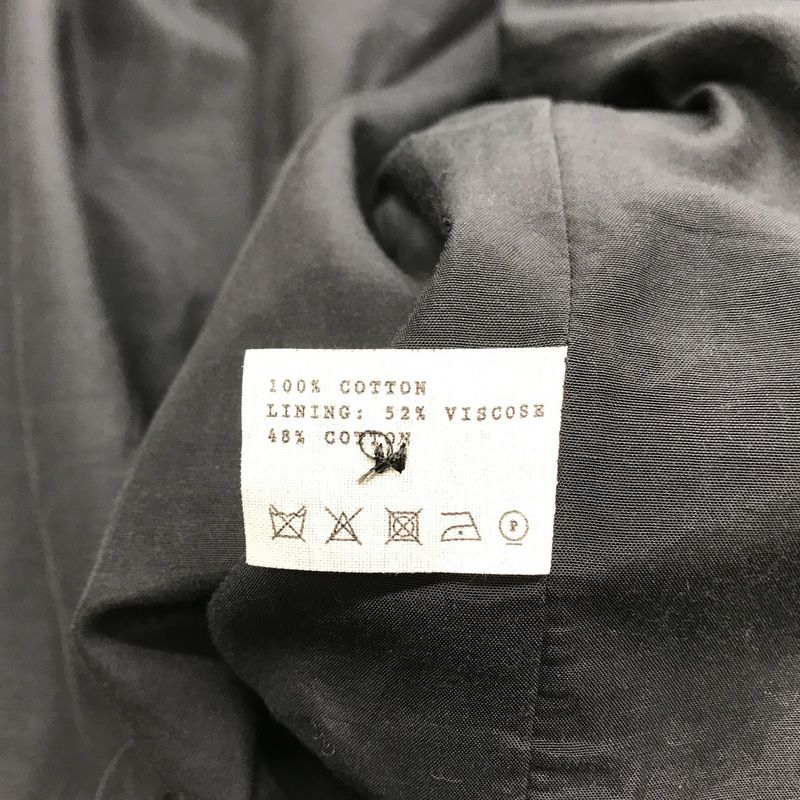 100% COTTON
LINING: 52% VISCOSE
48% COTTON
P